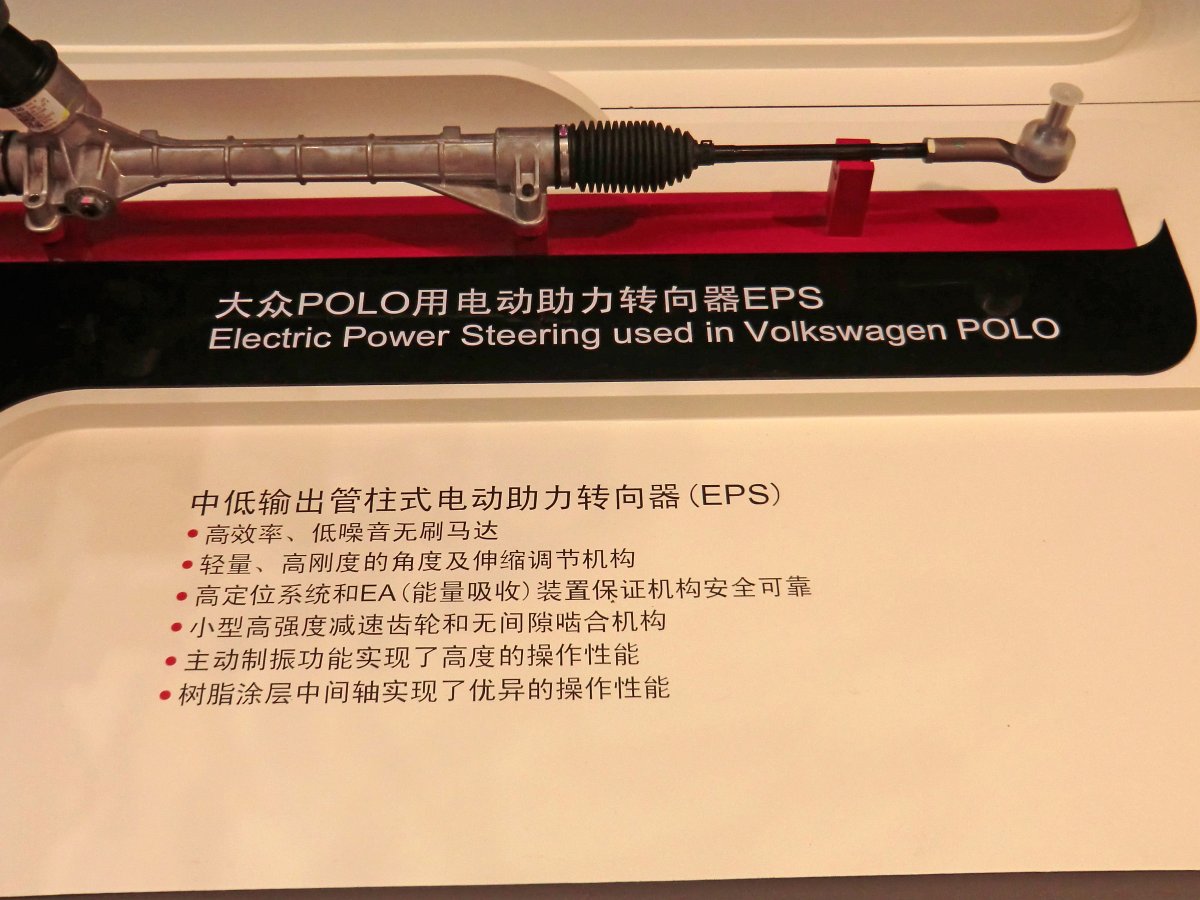 大众POLO用电动助力转向器EPS
Electric Power Steering used in Volkswagen POLO
中低输出管柱式电动助力转向器(EPS)
•高效率、低噪音无刷马达
•轻量、高刚度的角度及伸缩调节机构
•高定位系统和EA(能量吸收)装置保证机构安全可靠
•小型高强度减速齿轮和无间隙啮合机构
•主动制振功能实现了高度的操作性能
•树脂涂层中间轴实现了优异的操作性能